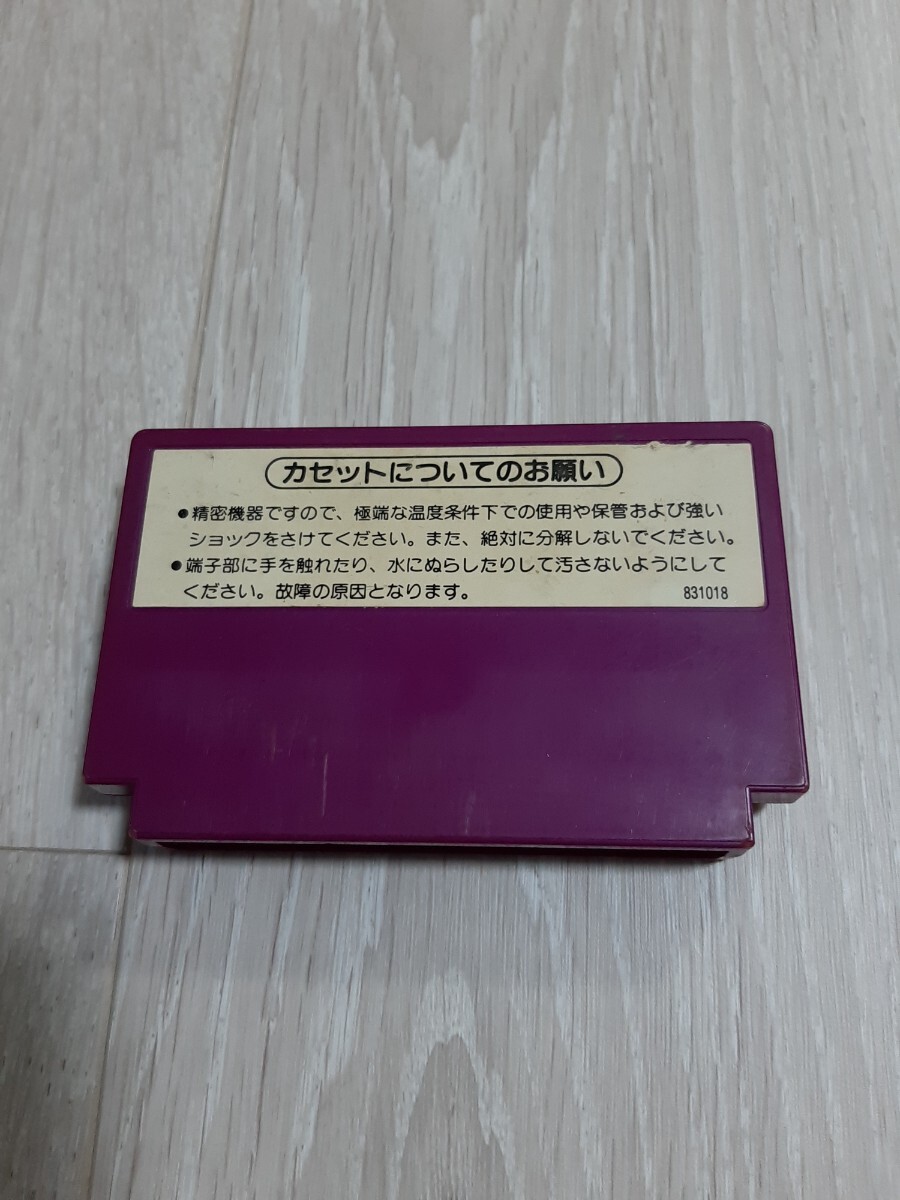 カセットについてのお願い
●精密機器ですので、極端な温度条件下での使用や保管および強い
ショックをさけてください。また、絶対に分解しないでください。
●端子部に手を触れたり、水にぬらしたりして汚さないようにして
ください。故障の原因となります。 831018